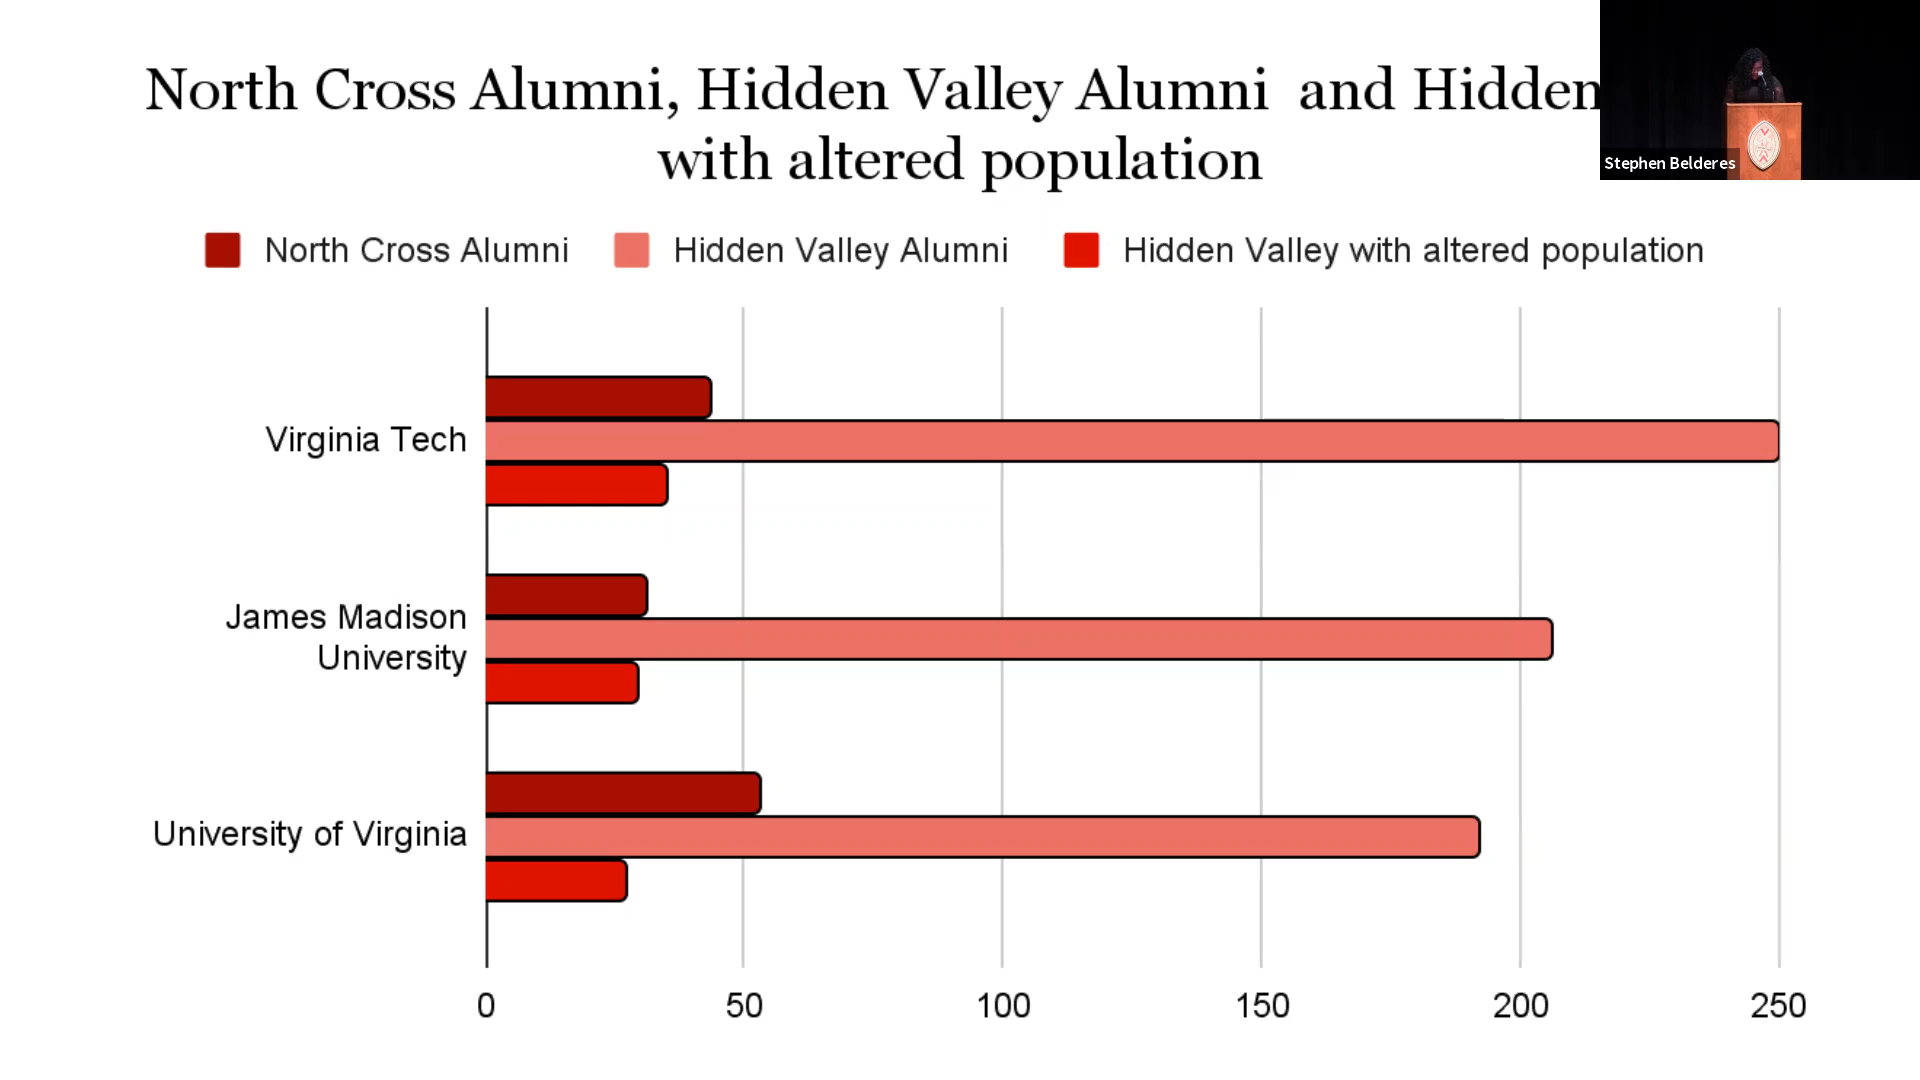 North Cross Alumni, Hidden Valley Alumni and Hidden
with altered population
Stephen Belderes
North Cross Alumni
Hidden Valley Alumni
Hidden Valley with altered population
Virginia Tech
James Madison
University
University of Virginia
0 50 100 150 200 250